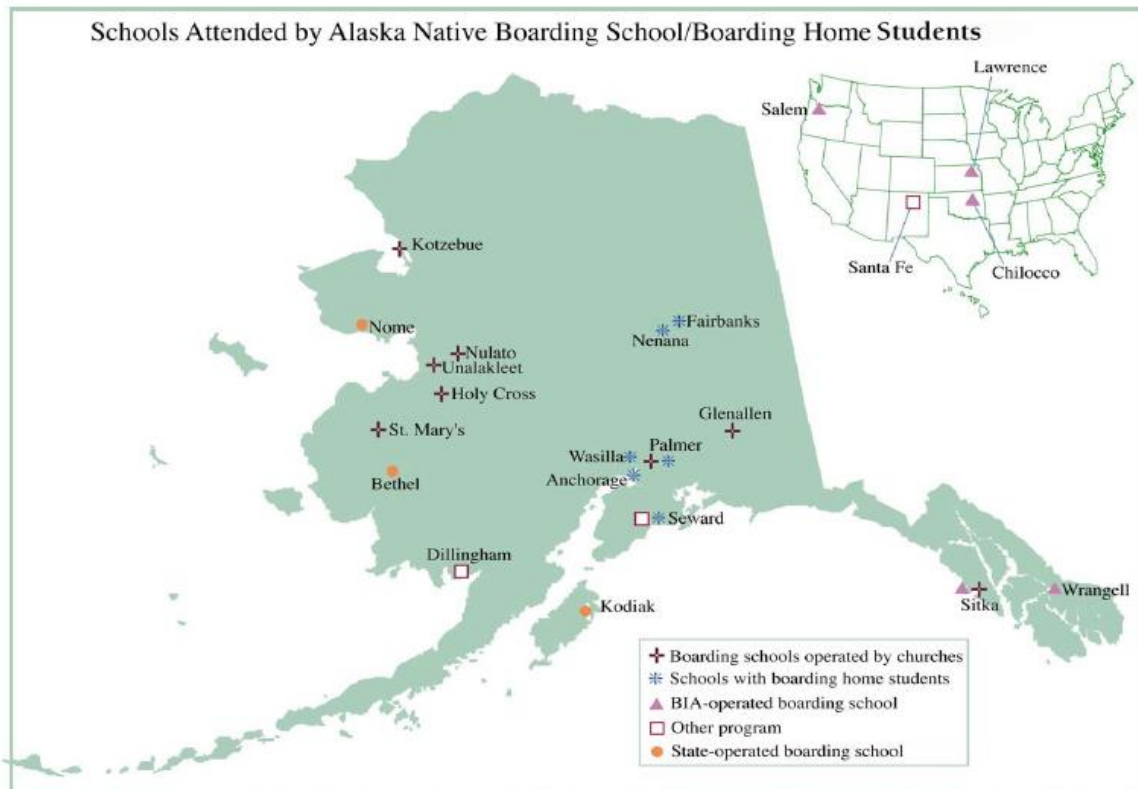 Schools Attended by Alaska Native Boarding School/Boarding Home Students
Lawrence
Salem
Santa Fe
Chilocco
Kotzebue
Nome
Fairbanks
Nenana
Nulato
Unalakleet
Holy Cross
Glenallen
St. Mary's
Palmer
Wasilla
Anchorage
Bethel
Seward
Dillingham
Kodiak
Sitka
Wrangell
Boarding schools operated by churches
Schools with boarding home students
BIA-operated boarding school
Other program
State-operated boarding school